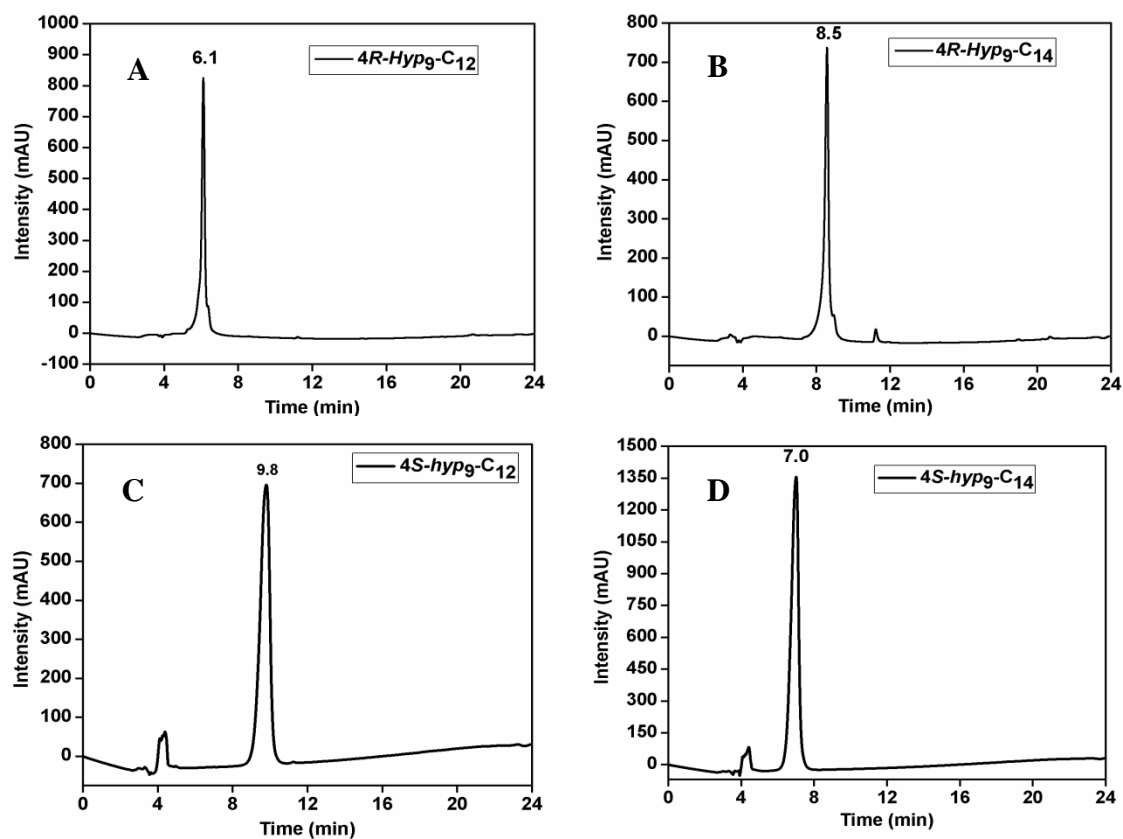 A
6.1
4R-Hyp9-C12
Intensity (mAU)
1000
900
800
700
600
500
400
300
200
100
0
-100
0 4 8 12 16 20 24
Time (min)
B
8.5
4R-Hyp9-C14
Intensity (mAU)
800
700
600
500
400
300
200
100
0
0 4 8 12 16 20 24
Time (min)
C
9.8
4S-hyp9-C12
Intensity (mAU)
800
700
600
500
400
300
200
100
0
0 4 8 12 16 20 24
Time (min)
D
7.0
4S-hyp9-C14
Intensity (mAU)
1500
1350
1200
1050
900
750
600
450
300
150
0
0 4 8 12 16 20 24
Time (min)